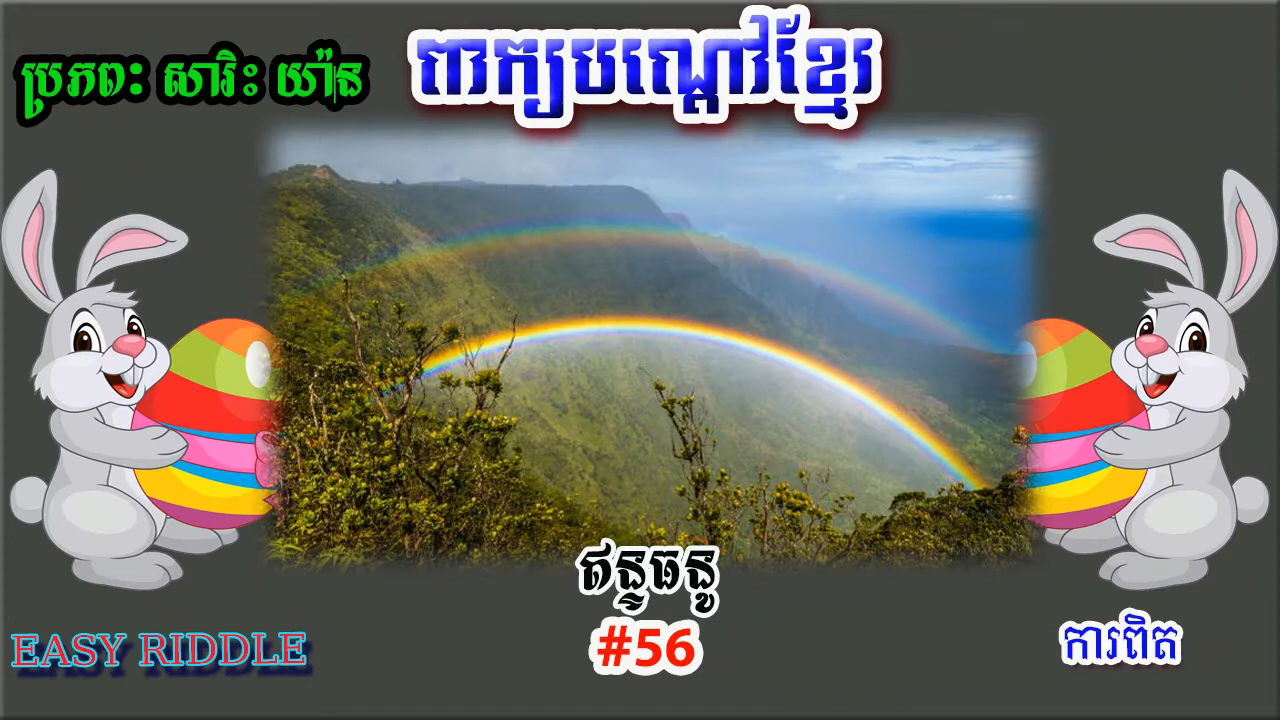 ប្រភពៈ សារិះ យ៉ាន
ពាក្យបណ្តៅខ្មែរ
ឥន្ទធនូ
#56
EASY RIDDLE
ការពិត